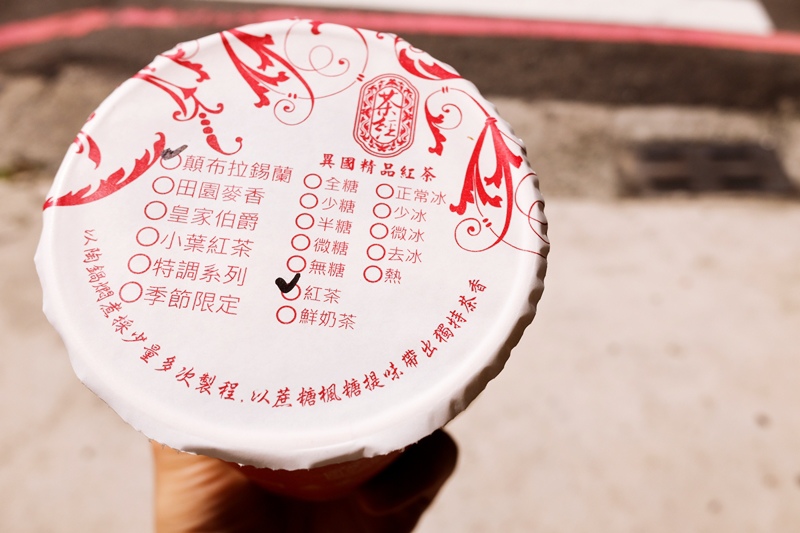 茶紅
異國精品紅茶
顛布拉錫蘭
田園麥香
皇家伯爵
小葉紅茶
特調系列
季節限定
全糖
少糖
半糖
微糖
無糖
紅茶
鮮奶茶
正常冰
少冰
微冰
去冰
熱
以陶鍋燜煮採少量多次製程.以蔗糖楓糖提味帶出獨特茶香